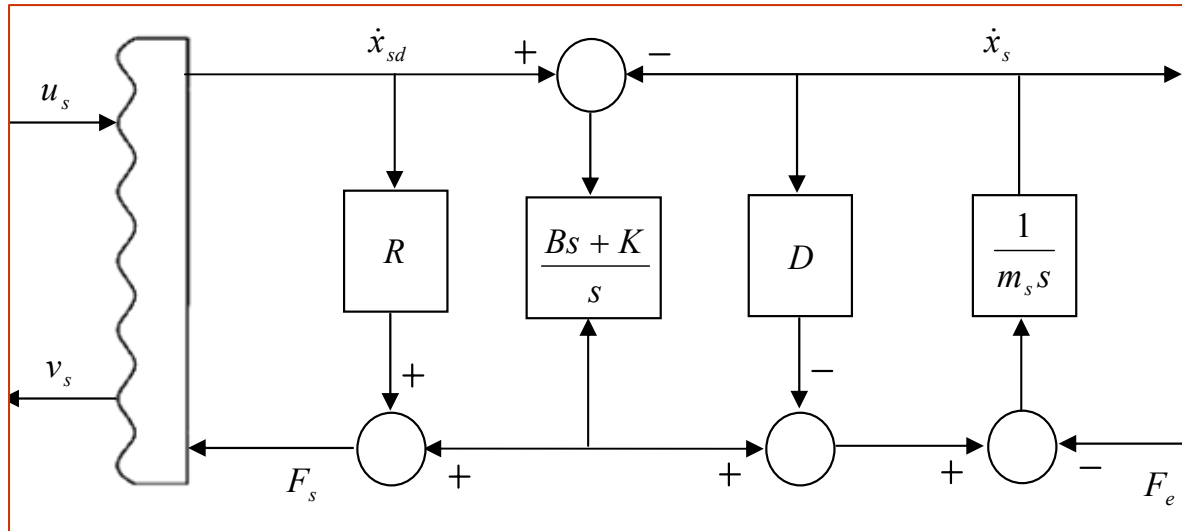 ẋ_sd
+
−
ẋ_s
u_s
R
Bs + K
s
D
1
m_s s
v_s
+
−
F_s
+
+
+
−
F_e